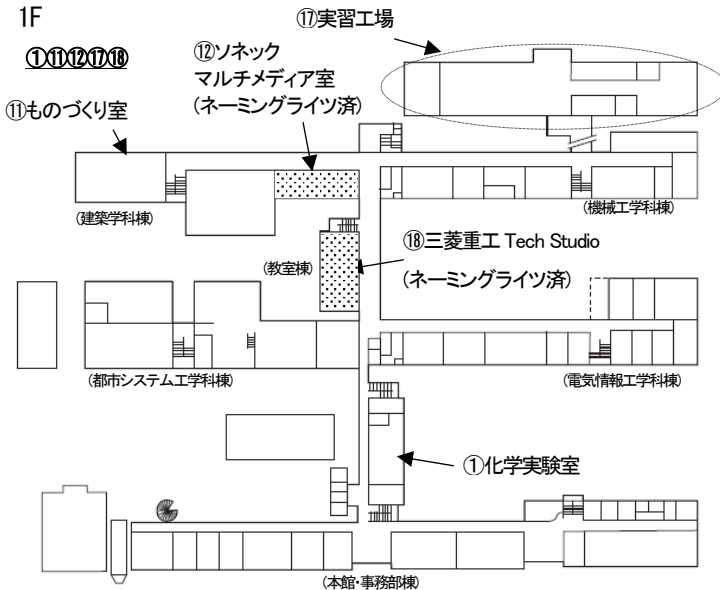 1F
①⑪⑫⑰⑱
⑰実習工場
⑫ソネック
マルチメディア室
(ネーミングライツ済)
⑪ものづくり室
(建築学科棟)
(機械工学科棟)
⑱三菱重工 Tech Studio
(ネーミングライツ済)
(教室棟)
(都市システム工学科棟)
(電気情報工学科棟)
①化学実験室
(本館・事務部棟)